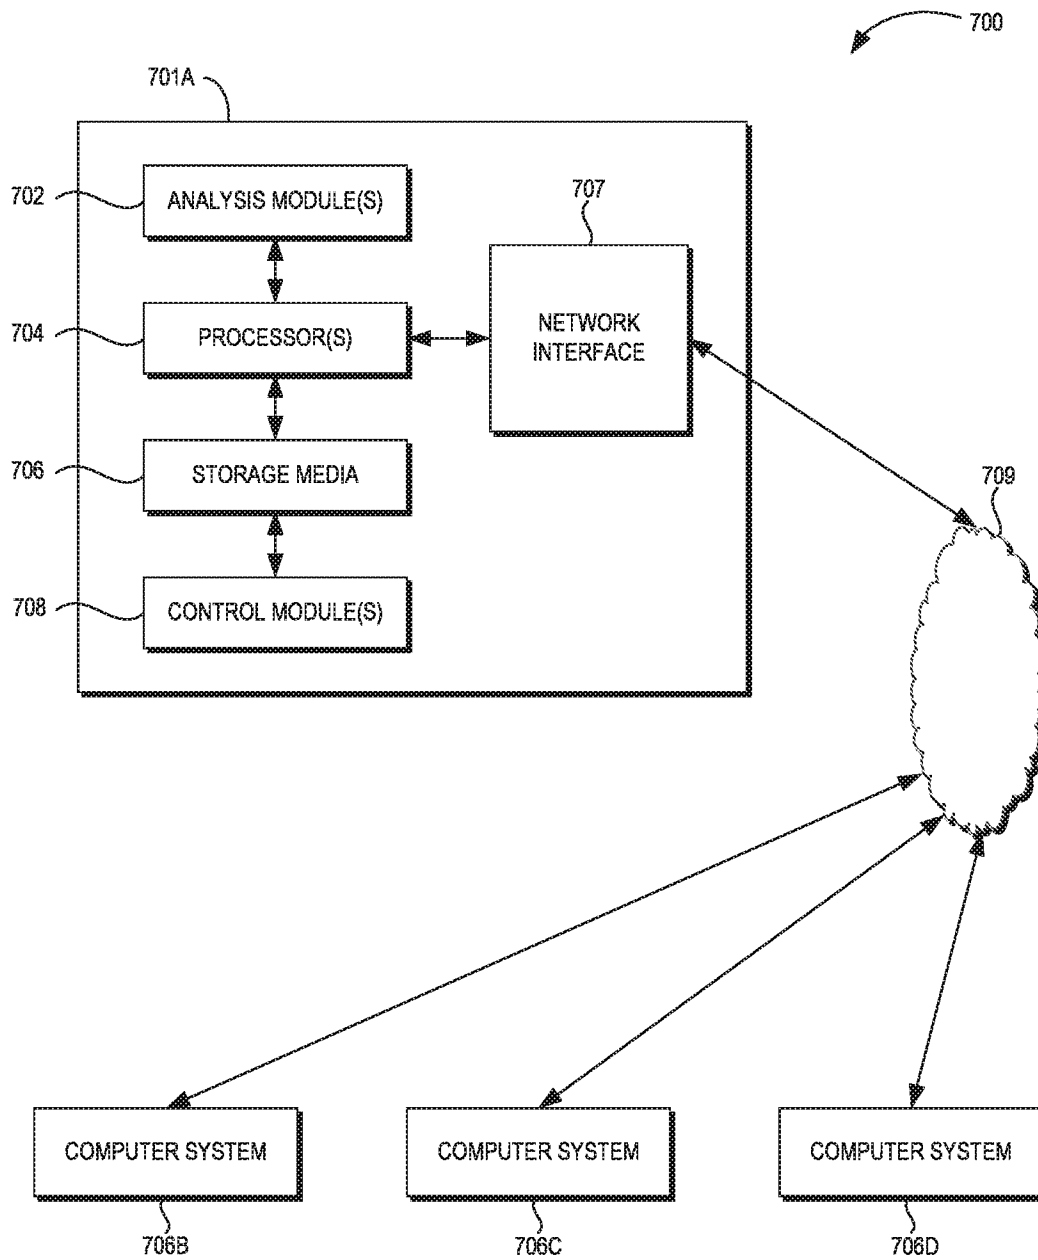 700
701A
702
ANALYSIS MODULE(S)
707
704
PROCESSOR(S)
NETWORK
INTERFACE
706
STORAGE MEDIA
709
708
CONTROL MODULE(S)
COMPUTER SYSTEM
COMPUTER SYSTEM
COMPUTER SYSTEM
706B
706C
706D